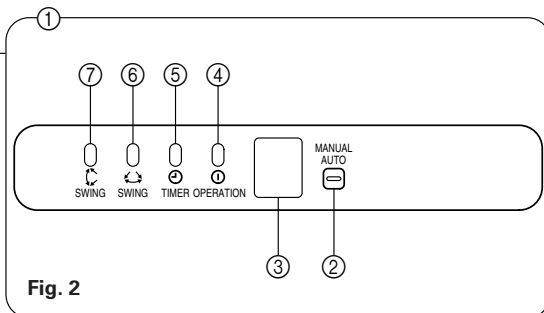 ①
⑦ ⑥ ⑤ ④
MANUAL
AUTO
SWING SWING TIMER OPERATION
③ ②
Fig. 2